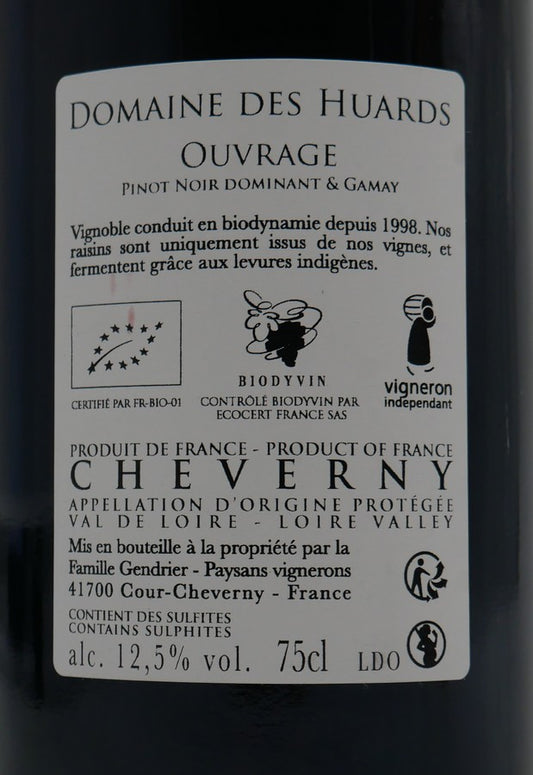 DOMAINE DES HUARDS
OUVRAGE
PINOT NOIR DOMINANT & GAMAY
Vignoble conduit en biodynamie depuis 1998. Nos
raisins sont uniquement issus de nos vignes, et
fermentent grâce aux levures indigènes.
CERTIFIÉ PAR FR-BIO-01
BIODYVIN
CONTRÔLÉ BIODYVIN PAR
ECOCERT FRANCE SAS
vigneron
indépendant
PRODUIT DE FRANCE - PRODUCT OF FRANCE
CHEVERNY
APPELLATION D'ORIGINE PROTÉGÉE
VAL DE LOIRE - LOIRE VALLEY
Mis en bouteille à la propriété par la
Famille Gendrier - Paysans vignerons
41700 Cour-Cheverny - France
CONTIENT DES SULFITES
CONTAINS SULPHITES
alc. 12,5% vol. 75cl LDO